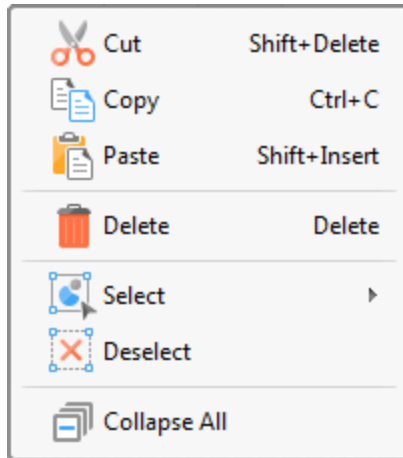 Cut Shift+Delete
Copy Ctrl+C
Paste Shift+Insert
Delete Delete
Select
Deselect
Collapse All